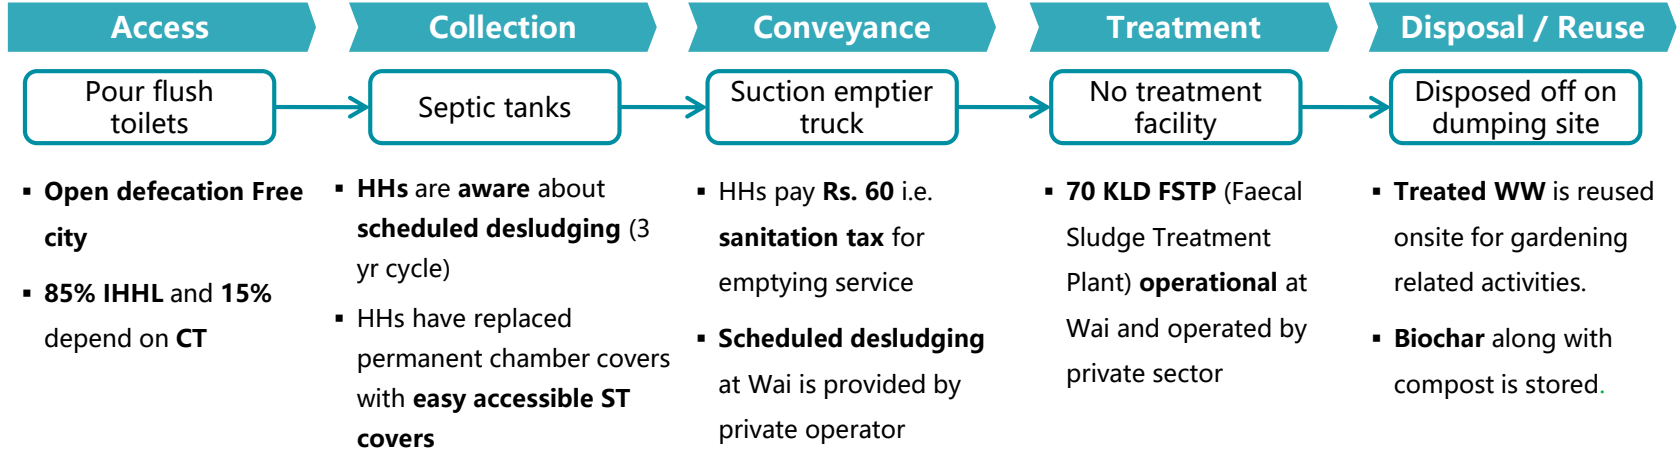 Access
Collection
Conveyance
Treatment
Disposal / Reuse
Pour flush
toilets
Septic tanks
Suction emptier
truck
No treatment
facility
Disposed off on
dumping site
▪ Open defecation Free
city
▪ 85% IHHL and 15%
depend on CT
▪ HHs are aware about
scheduled desludging (3
yr cycle)
▪ HHs have replaced
permanent chamber covers
with easy accessible ST
covers
▪ HHs pay Rs. 60 i.e.
sanitation tax for
emptying service
▪ Scheduled desludging
at Wai is provided by
private operator
▪ 70 KLD FSTP (Faecal
Sludge Treatment
Plant) operational at
Wai and operated by
private sector
▪ Treated WW is reused
onsite for gardening
related activities.
▪ Biochar along with
compost is stored.